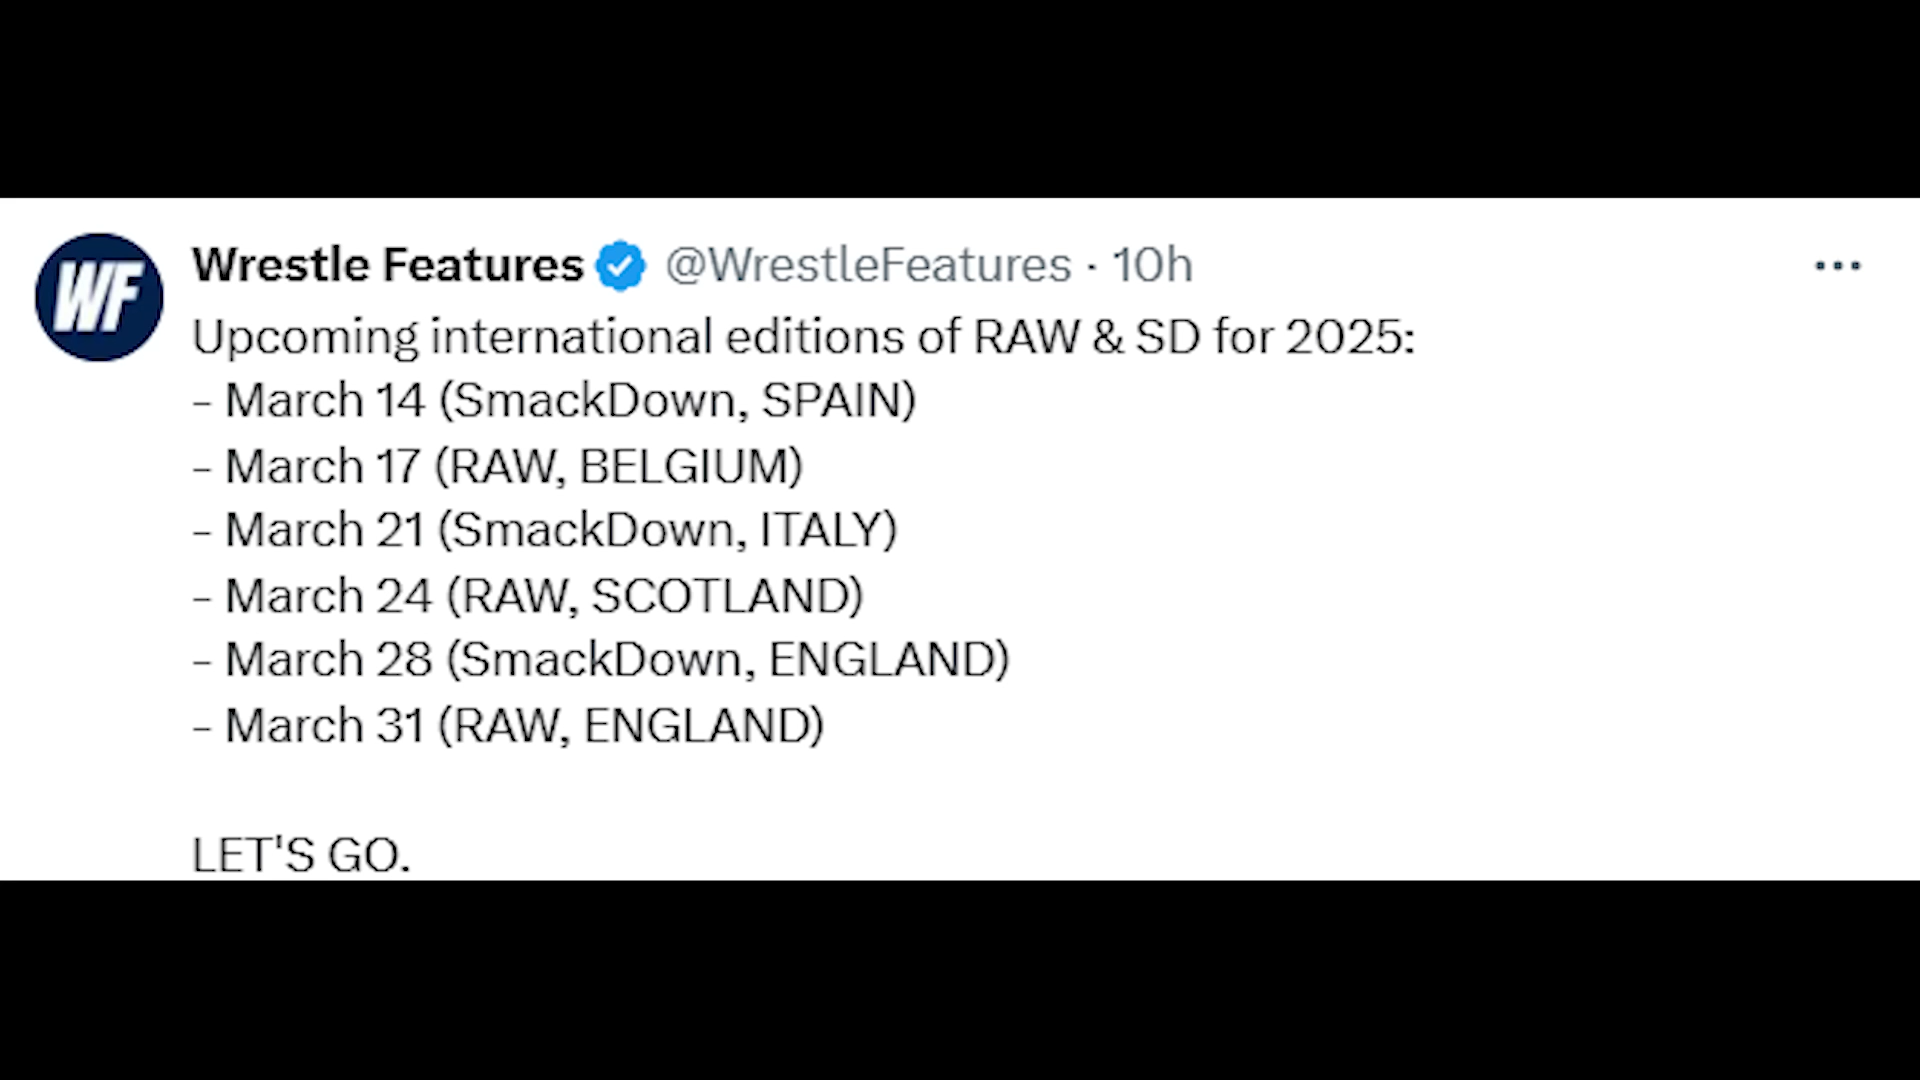 WF
Wrestle Features @WrestleFeatures · 10h
Upcoming international editions of RAW & SD for 2025:
– March 14 (SmackDown, SPAIN)
– March 17 (RAW, BELGIUM)
– March 21 (SmackDown, ITALY)
– March 24 (RAW, SCOTLAND)
– March 28 (SmackDown, ENGLAND)
– March 31 (RAW, ENGLAND)
LET'S GO.